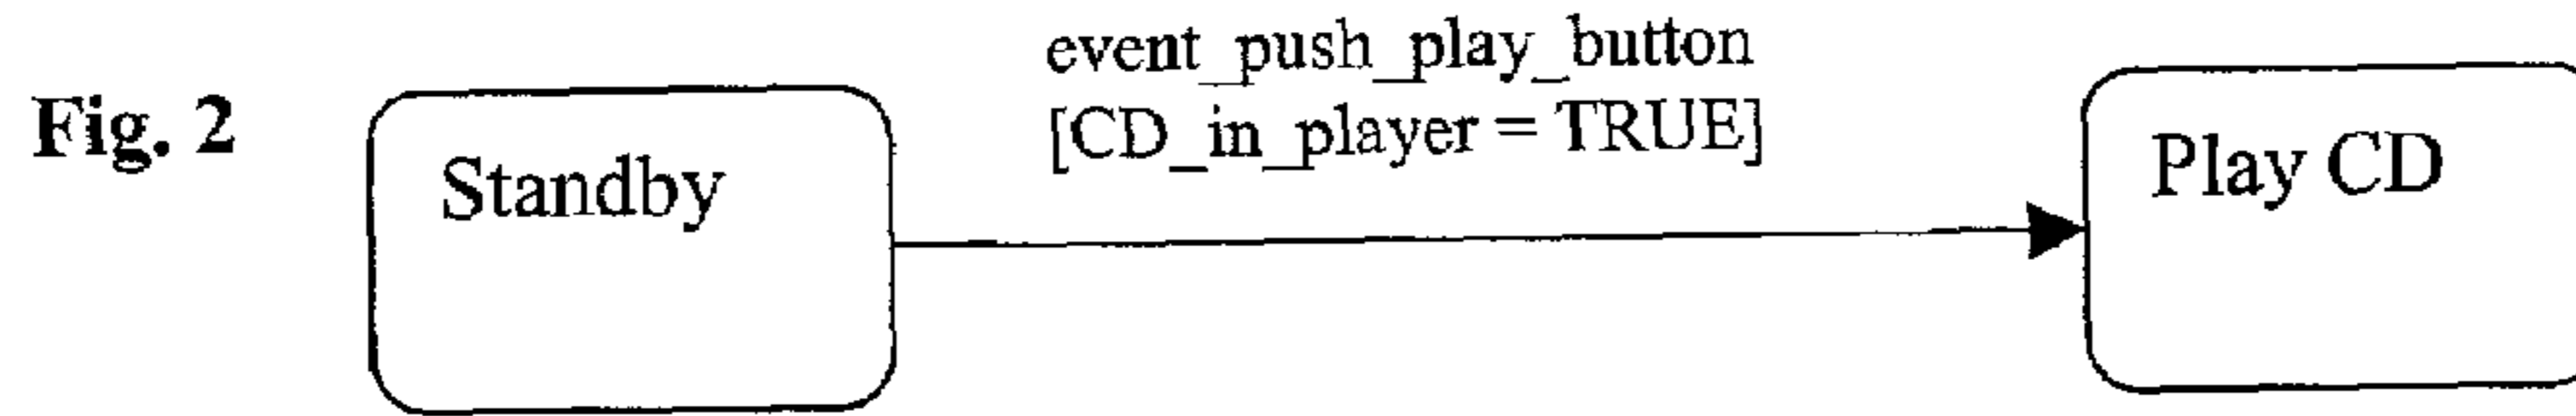 Fig. 2
Standby
event_push_play_button
[CD_in_player = TRUE]
Play CD